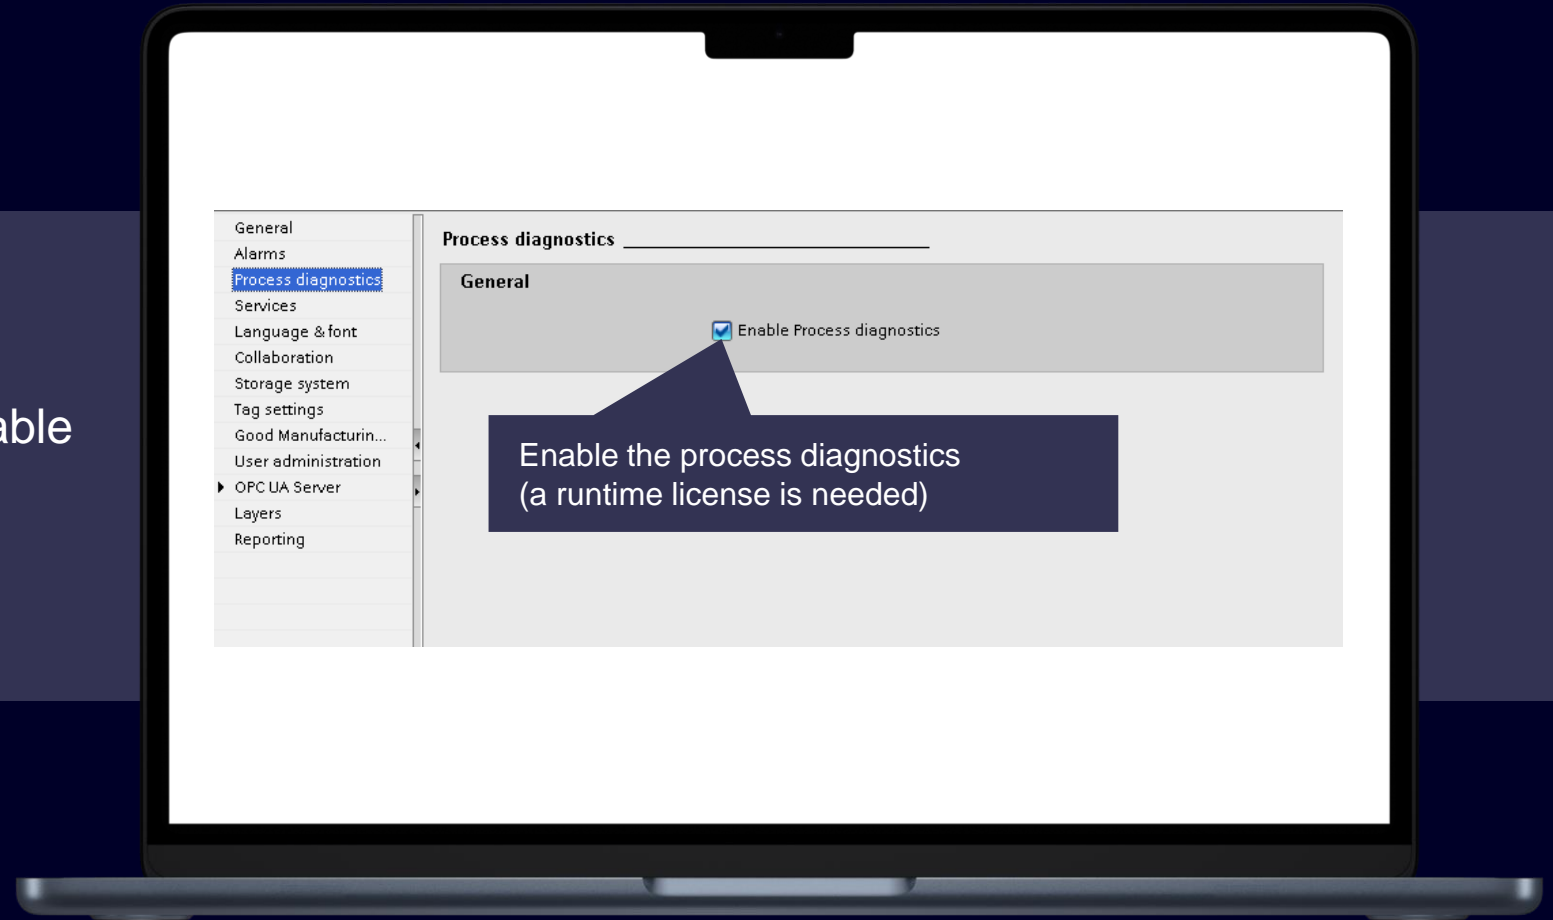 General
Alarms
Process diagnostics
Services
Language & font
Collaboration
Storage system
Tag settings
Good Manufacturin...
User administration
OPC UA Server
Layers
Reporting
Process diagnostics
General
Enable Process diagnostics
Enable the process diagnostics
(a runtime license is needed)